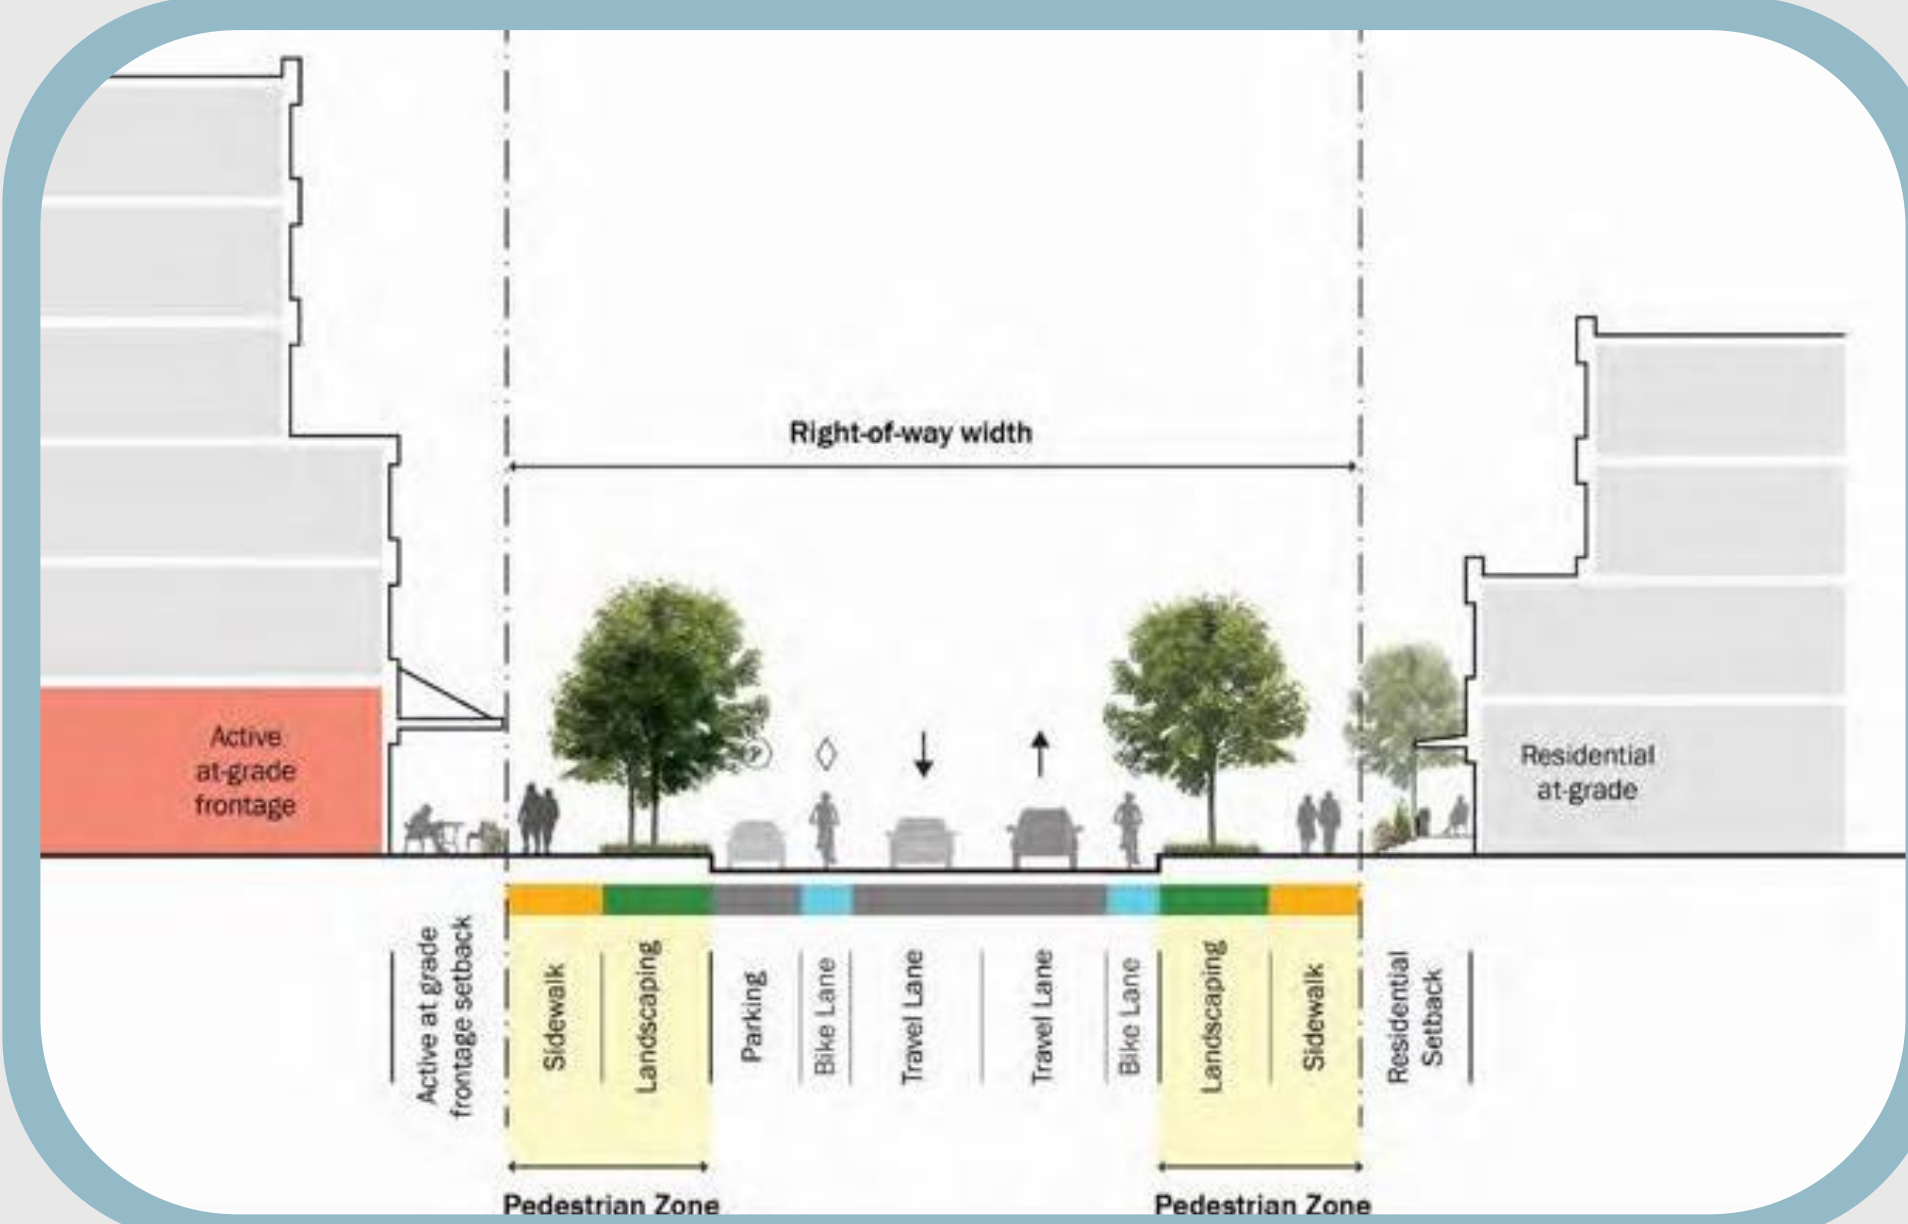 Right-of-way width
Active
at-grade
frontage
P
Residential
at-grade
Active at grade
frontage setback
Sidewalk
Landscaping
Parking
Bike Lane
Travel Lane
Travel Lane
Bike Lane
Landscaping
Sidewalk
Residential
Setback
Pedestrian Zone
Pedestrian Zone